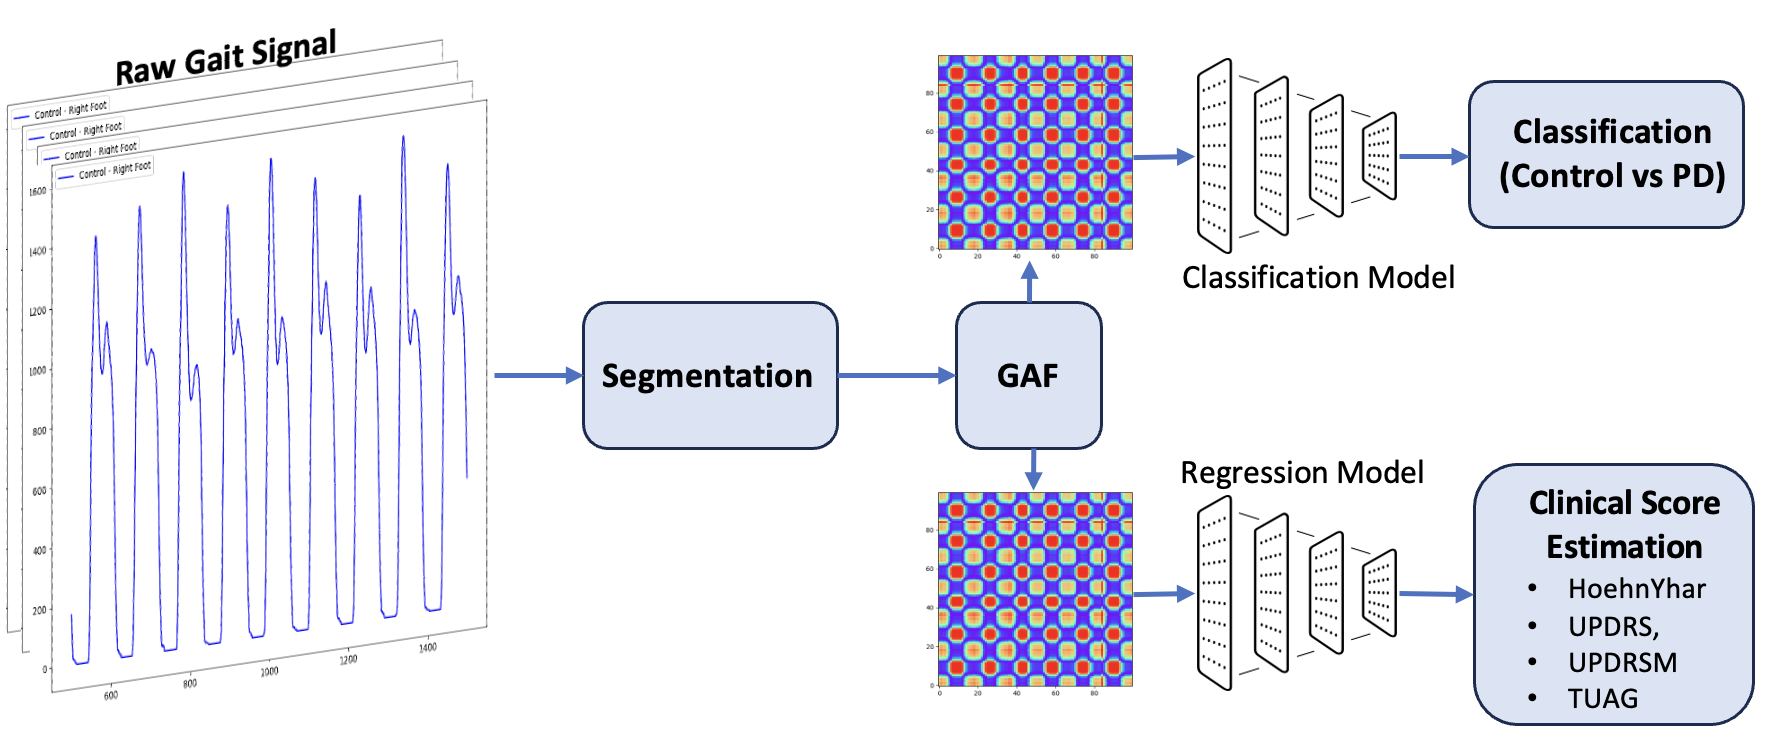 Raw Gait Signal
Control - Right Foot
Control - Right Foot
Control - Right Foot
Control - Right Foot
1600
1400
1200
1000
800
600
400
200
0
600
800
1000
1200
1400
Segmentation
GAF
80
60
40
20
0
0 20 40 60 80
Classification Model
Classification
(Control vs PD)
80
60
40
20
0
0 20 40 60 80
Regression Model
Clinical Score
Estimation
• HoehnYhar
• UPDRS,
• UPDRSM
• TUAG